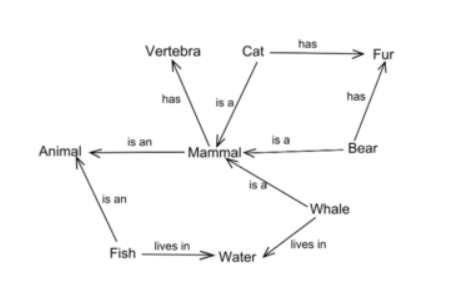 has
Vertebra Cat Fur
has is a has
is an is a
Animal Mammal Bear
is a
is an Whale
lives in lives in
Fish Water